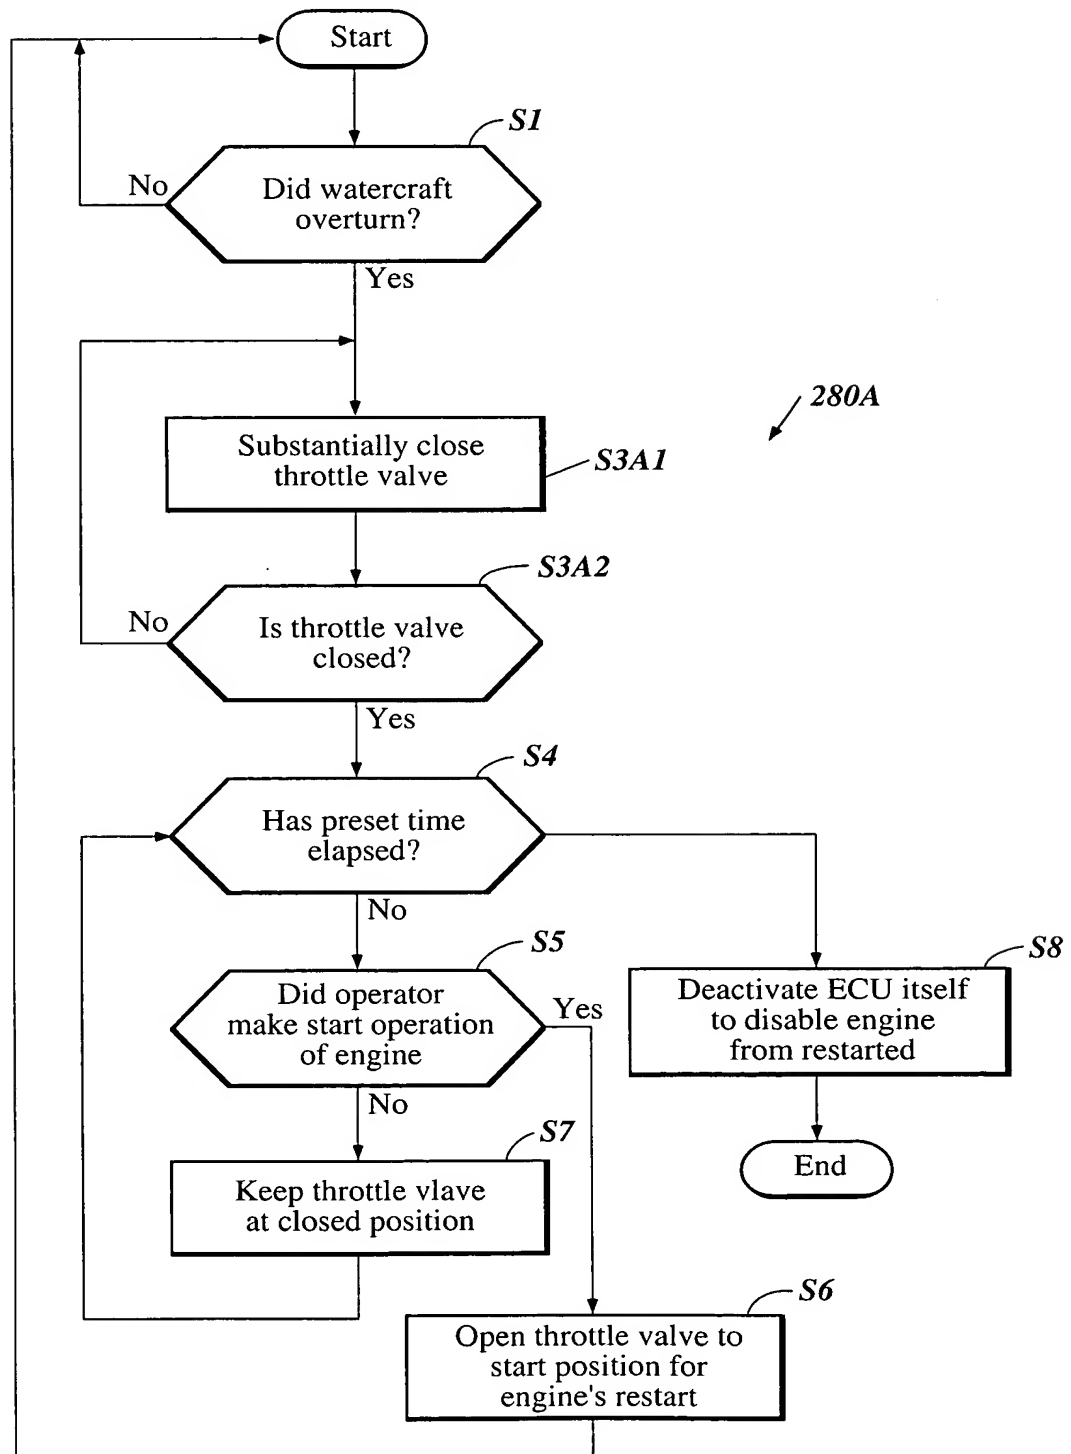 Start
S1
No
Did watercraft
overturn?
Yes
280A
Substantially close
throttle valve
S3A1
S3A2
No
Is throttle valve
closed?
Yes
S4
Has preset time
elapsed?
No
S5
Did operator
make start operation
of engine
Yes
S8
Deactivate ECU itself
to disable engine
from restarted
No
S7
End
Keep throttle vlave
at closed position
S6
Open throttle valve to
start position for
engine's restart